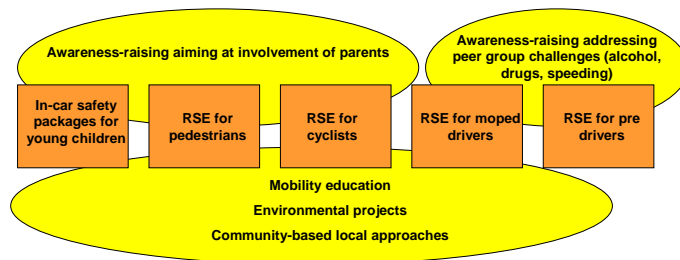 Awareness-raising aiming at involvement of parents
Awareness-raising addressing
peer group challenges (alcohol,
drugs, speeding)
In-car safety
packages for
young children
RSE for
pedestrians
RSE for
cyclists
RSE for moped
drivers
RSE for pre
drivers
Mobility education
Environmental projects
Community-based local approaches